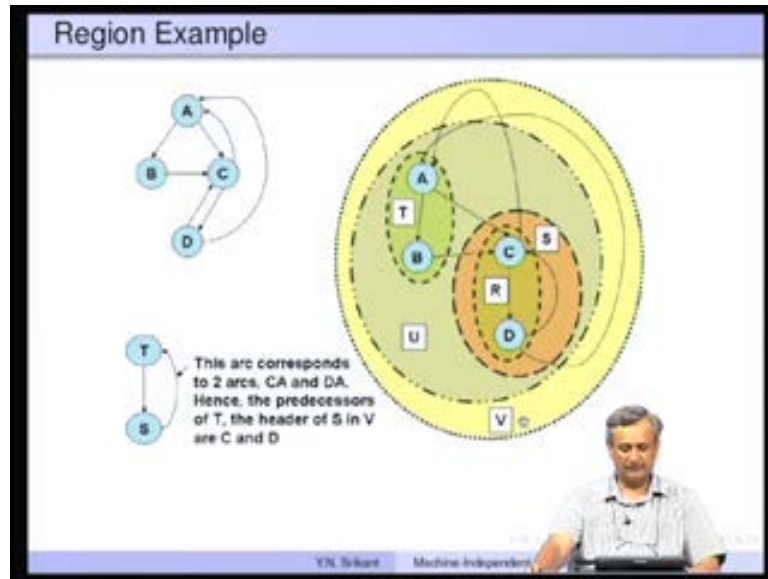 Region Example
A
B
C
D
A
T
B
C
S
R
D
U
V
T
S
This arc corresponds
to 2 arcs, CA and DA.
Hence, the predecessors
of T, the header of S in V
are C and D
Y.N. Srikant
Machine-Independent